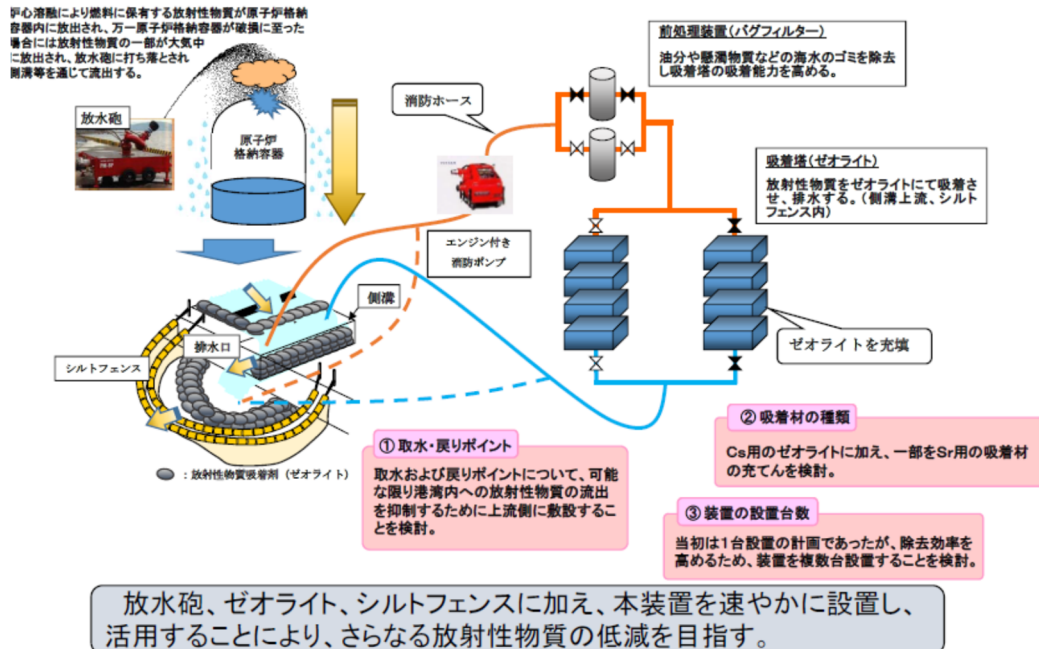 炉心溶融により燃料に保有する放射性物質が原子炉格納
容器内に放出され、万一原子炉格納容器が破損に至った
場合には放射性物質の一部が大気中
に放出され、放水砲に打ち落とされ
側溝等を通じて流出する。
放水砲
原子炉
格納容器
消防ホース
前処理装置(バグフィルター)
油分や懸濁物質などの海水のゴミを除去
し吸着塔の吸着能力を高める。
吸着塔(ゼオライト)
放射性物質をゼオライトにて吸着さ
せ、排水する。(側溝上流、シルト
フェンス内)
エンジン付き
消防ポンプ
側溝
排水口
シルトフェンス
ゼオライトを充填
:放射性物質吸着剤(ゼオライト)
① 取水・戻りポイント
取水および戻りポイントについて、可能
な限り港湾内への放射性物質の流出
を抑制するために上流側に敷設するこ
とを検討。
② 吸着材の種類
Cs用のゼオライトに加え、一部をSr用の吸着材
の充てんを検討。
③ 装置の設置台数
当初は1台設置の計画であったが、除去効率を
高めるため、装置を複数台設置することを検討。
放水砲、ゼオライト、シルトフェンスに加え、本装置を速やかに設置し、
活用することにより、さらなる放射性物質の低減を目指す。